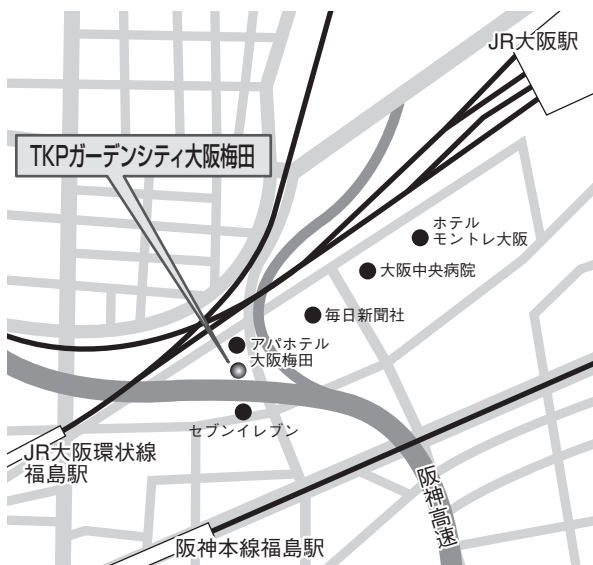 JR大阪駅
TKPガーデンシティ大阪梅田
ホテル
モントレ大阪
大阪中央病院
毎日新聞社
アパホテル
大阪梅田
セブンイレブン
JR大阪環状線
福島駅
阪神高速
阪神本線福島駅